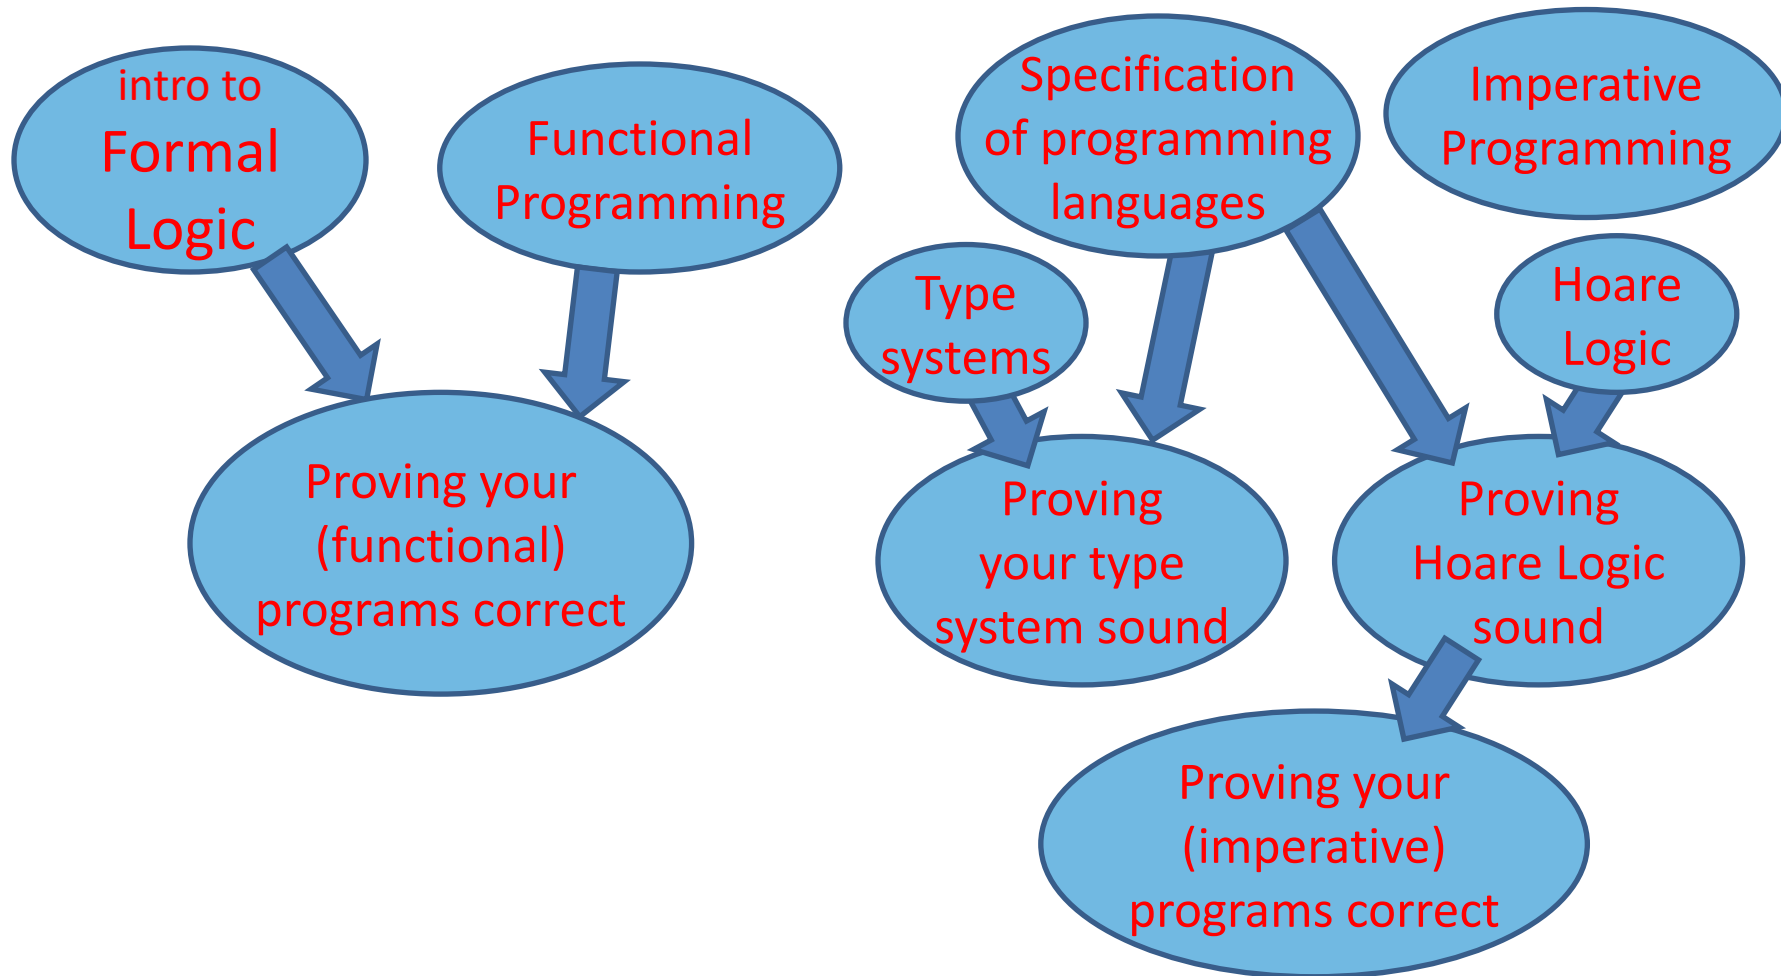 intro to
Formal
Logic
Functional
Programming
Specification
of programming
languages
Imperative
Programming
Type
systems
Hoare
Logic
Proving your
(functional)
programs correct
Proving
your type
system sound
Proving
Hoare Logic
sound
Proving your
(imperative)
programs correct